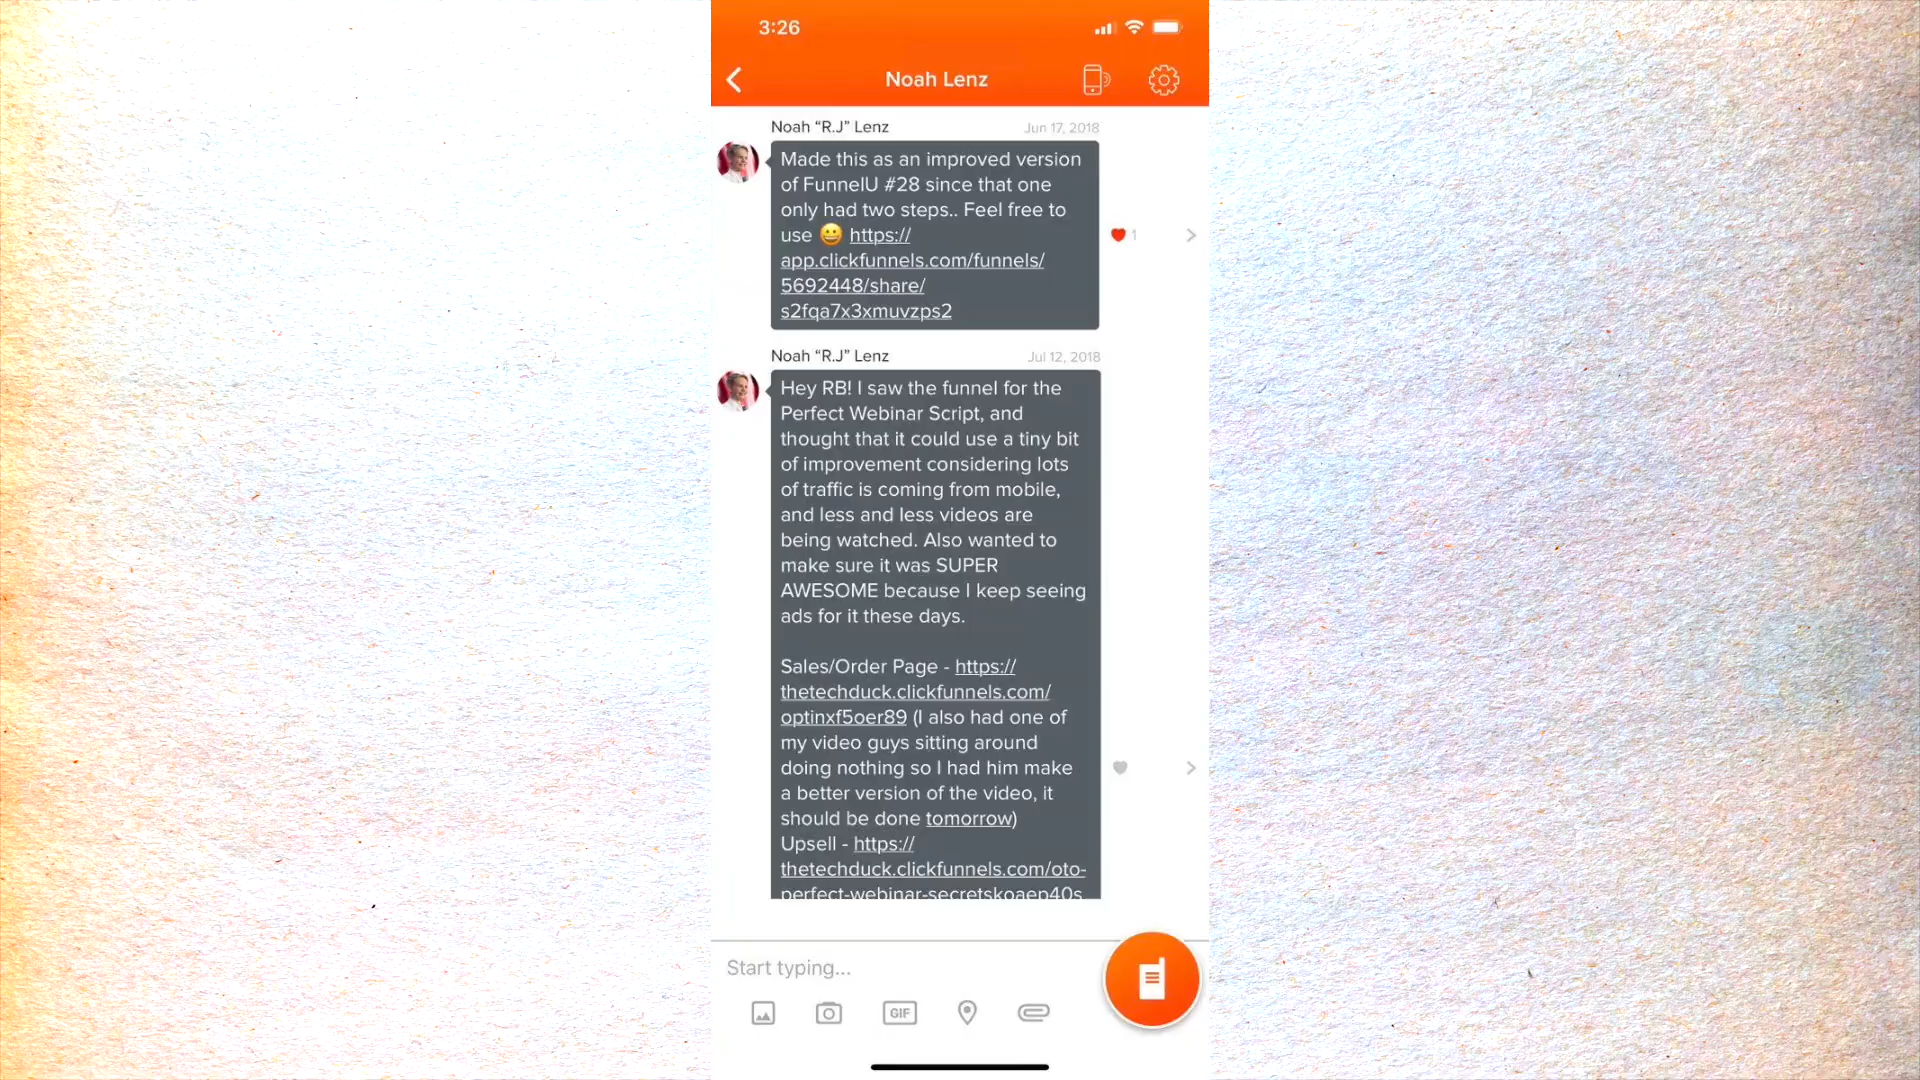 3:26
Noah Lenz
Noah “R.J” Lenz
Jun 17, 2018
Made this as an improved version
of FunnelU #28 since that one
only had two steps.. Feel free to
use 😀 https://
app.clickfunnels.com/funnels/
5692448/share/
s2fqa7x3xmuvzps2
1
Noah “R.J” Lenz
Jul 12, 2018
Hey RB! I saw the funnel for the
Perfect Webinar Script, and
thought that it could use a tiny bit
of improvement considering lots
of traffic is coming from mobile,
and less and less videos are
being watched. Also wanted to
make sure it was SUPER
AWESOME because I keep seeing
ads for it these days.
Sales/Order Page - https://
thetechduck.clickfunnels.com/
optinxf5oer89 (I also had one of
my video guys sitting around
doing nothing so I had him make
a better version of the video, it
should be done tomorrow)
Upsell - https://
thetechduck.clickfunnels.com/oto-
perfect-webinar-secretskoaep40s
Start typing...
GIF